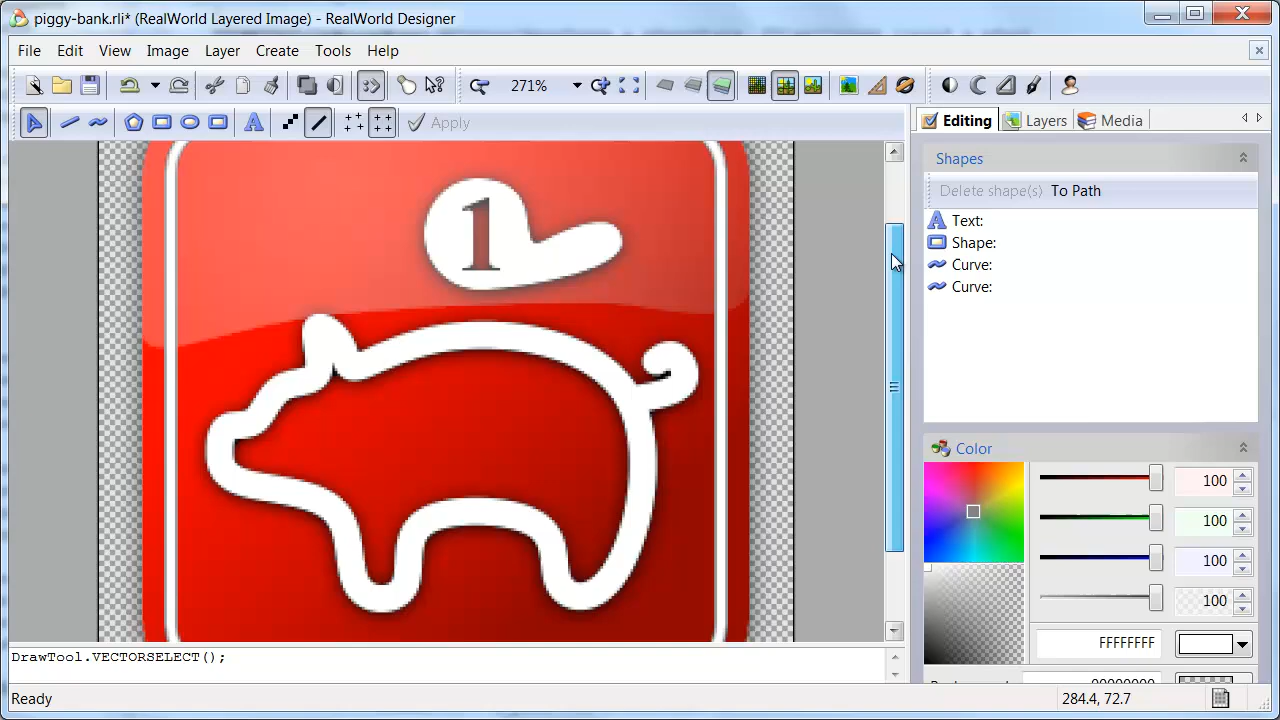 piggy-bank.rli* (RealWorld Layered Image) - RealWorld Designer
File Edit View Image Layer Create Tools Help
271%
A Apply
Editing Layers Media
Shapes
Delete shape(s) To Path
A Text:
Shape:
Curve:
Curve:
1
Color
100
100
100
100
FFFFFFFF
DrawTool.VECTORSELECT();
Ready 284.4, 72.7